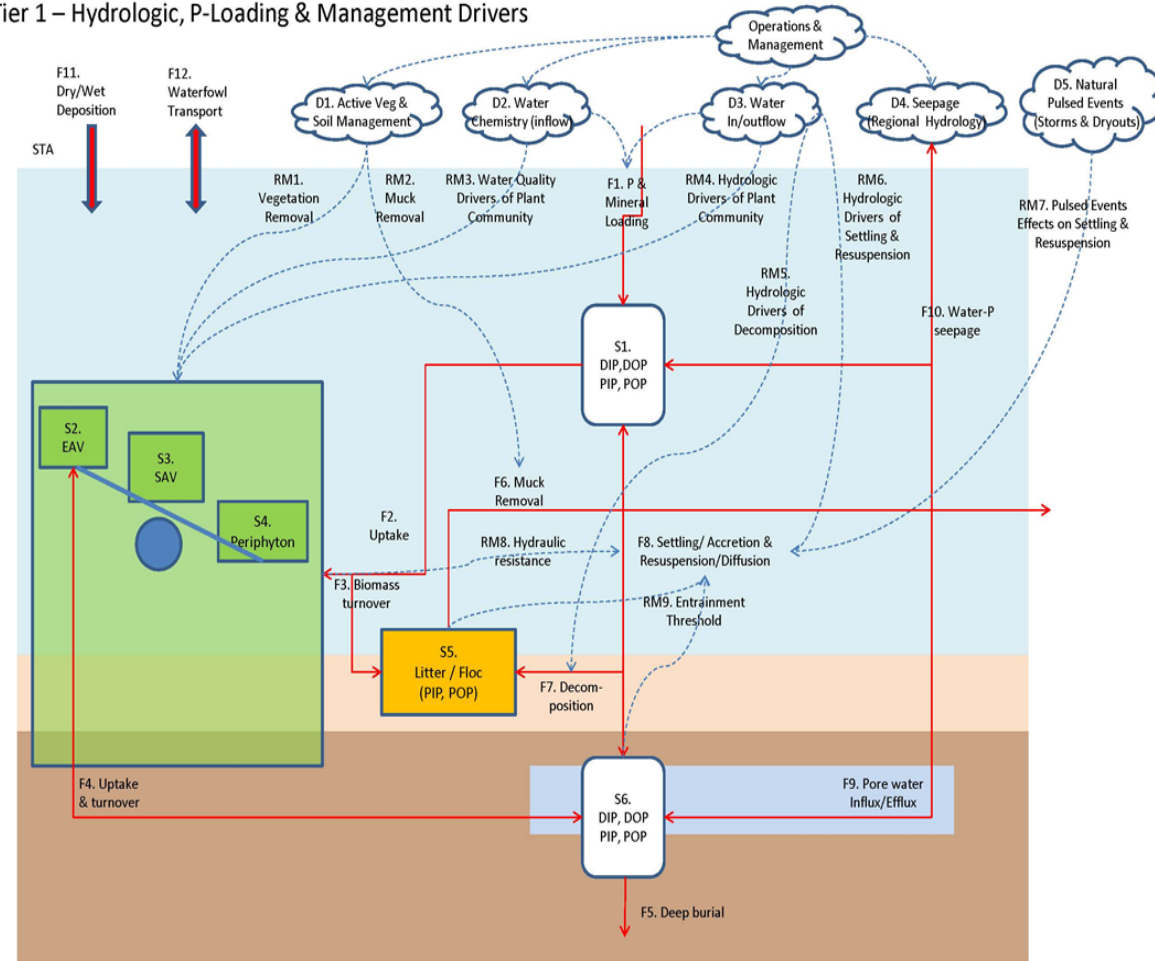 Tier 1 – Hydrologic, P-Loading & Management Drivers
Operations &
Management
F11.
Dry/Wet
Deposition
F12.
Waterfowl
Transport
D1. Active Veg &
Soil Management
D2. Water
Chemistry (inflow)
D3. Water
In/outflow
D4. Seepage
(Regional Hydrology)
D5. Natural
Pulsed Events
(Storms & Dryouts)
STA
RM1.
Vegetation
Removal
RM2.
Muck
Removal
RM3. Water Quality
Drivers of Plant
Community
F1. P &
Mineral
Loading
RM4. Hydrologic
Drivers of Plant
Community
RM6.
Hydrologic
Drivers of
Settling &
Resuspension
RM7. Pulsed Events
Effects on Settling &
Resuspension
RM5.
Hydrologic
Drivers of
Decomposition
F10. Water-P
seepage
S1.
DIP,DOP
PIP, POP
S2.
EAV
S3.
SAV
S4.
Periphyton
F6. Muck
Removal
F2.
Uptake
RM8. Hydraulic
resistance
F8. Settling/ Accretion &
Resuspension/Diffusion
F3. Biomass
turnover
RM9. Entrainment
Threshold
S5.
Litter / Floc
(PIP, POP)
F7. Decom-
position
F4. Uptake
& turnover
S6.
DIP, DOP
PIP, POP
F9. Pore water
Influx/Efflux
F5. Deep burial